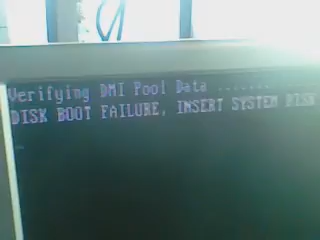 Verifying DMI Pool Data ........
DISK BOOT FAILURE, INSERT SYSTEM DISK